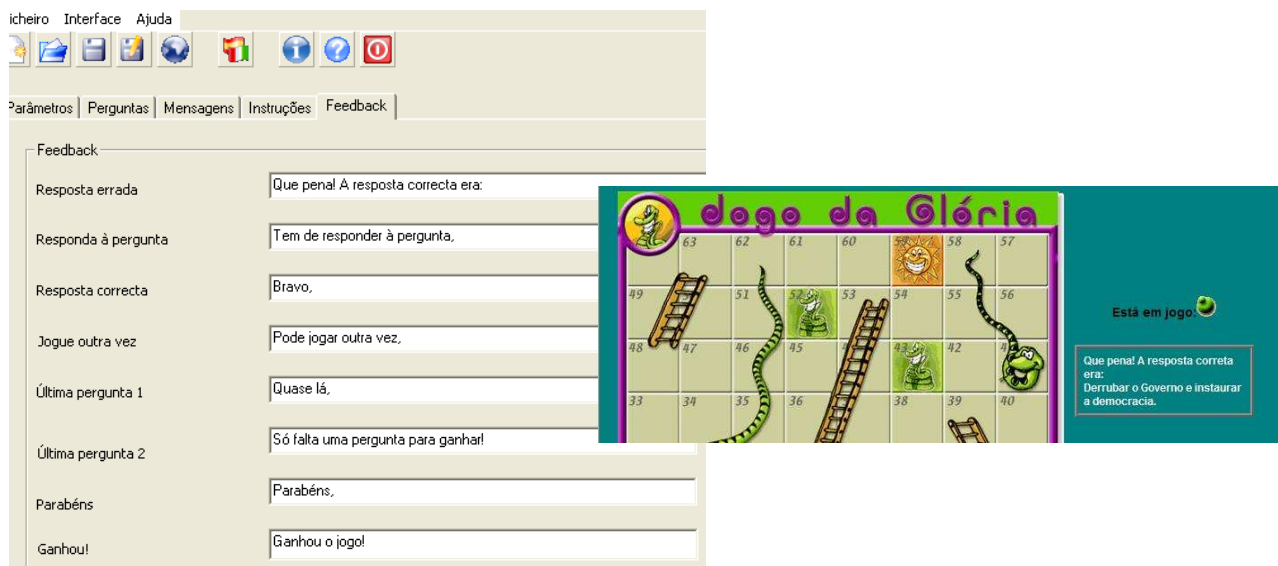 icheiro Interface Ajuda
Parâmetros Perguntas Mensagens Instruções Feedback
Feedback
Resposta errada Que pena! A resposta correcta era:
Responda à pergunta Tem de responder à pergunta,
Resposta correcta Bravo,
Jogue outra vez Pode jogar outra vez,
Última pergunta 1 Quase lá,
Última pergunta 2 Só falta uma pergunta para ganhar!
Parabéns Parabéns,
Ganhou! Ganhou o jogo!
Jogo da Glória
63 62 61 60 59 58 57
49 51 52 53 54 55 56
48 47 46 45 43 42
33 34 35 36 38 39 40
Está em jogo:
Que pena! A resposta correta
era:
Derrubar o Governo e instaurar
a democracia.